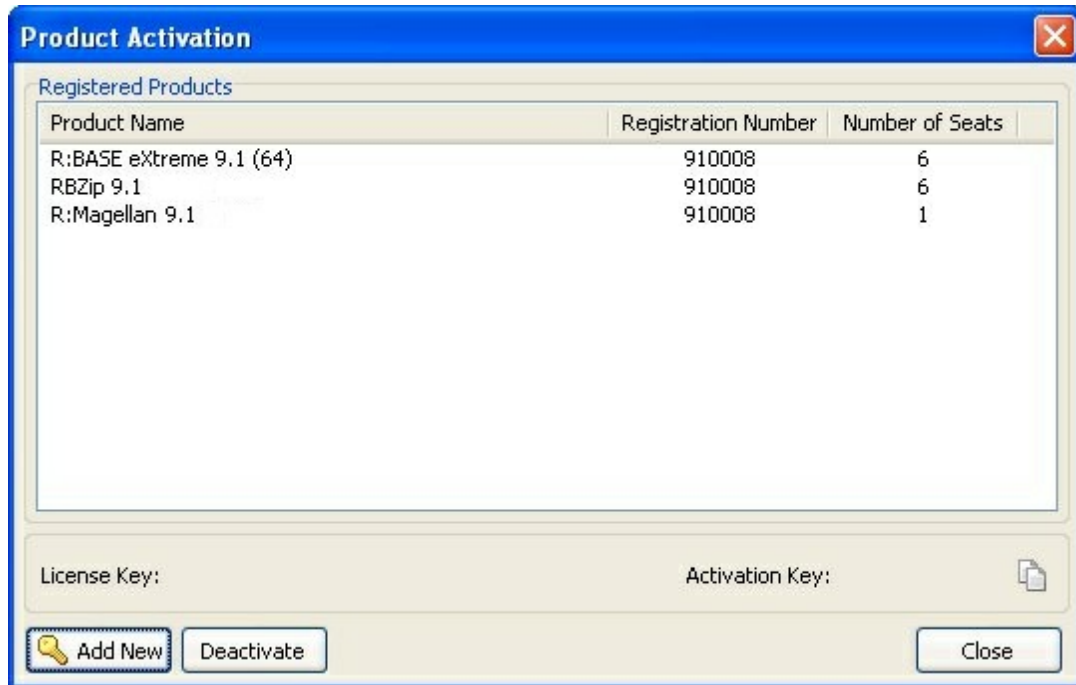 Product Activation
Registered Products
Product Name Registration Number Number of Seats
R:BASE eXtreme 9.1 (64) 910008 6
RBZip 9.1 910008 6
R:Magellan 9.1 910008 1
License Key: Activation Key:
Add New Deactivate Close